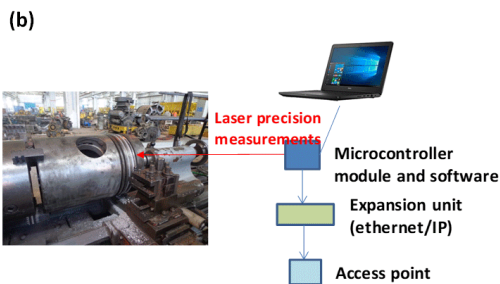 (b)
Laser precision
measurements
Microcontroller
module and software
Expansion unit
(ethernet/IP)
Access point